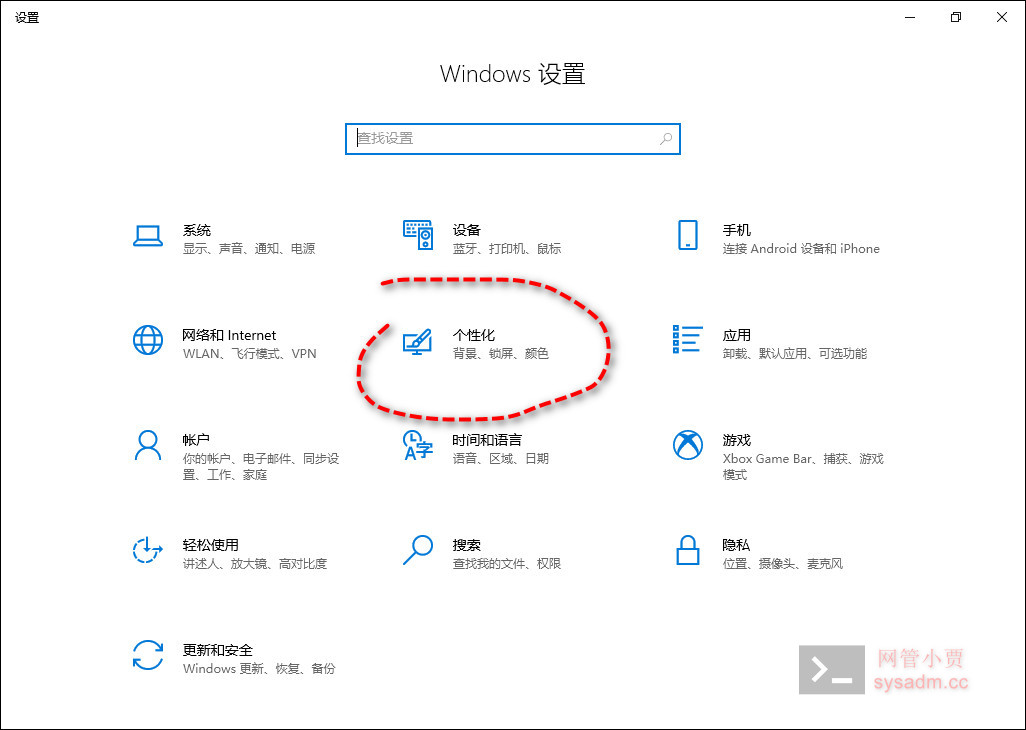 设置
Windows 设置
查找设置
系统
显示、声音、通知、电源
设备
蓝牙、打印机、鼠标
手机
连接 Android 设备和 iPhone
网络和 Internet
WLAN、飞行模式、VPN
个性化
背景、锁屏、颜色
应用
卸载、默认应用、可选功能
帐户
你的帐户、电子邮件、同步设
置、工作、家庭
时间和语言
语音、区域、日期
游戏
Xbox Game Bar、捕获、游戏
模式
轻松使用
讲述人、放大镜、高对比度
搜索
查找我的文件、权限
隐私
位置、摄像头、麦克风
更新和安全
Windows 更新、恢复、备份
网管小贾
sysadm.cc